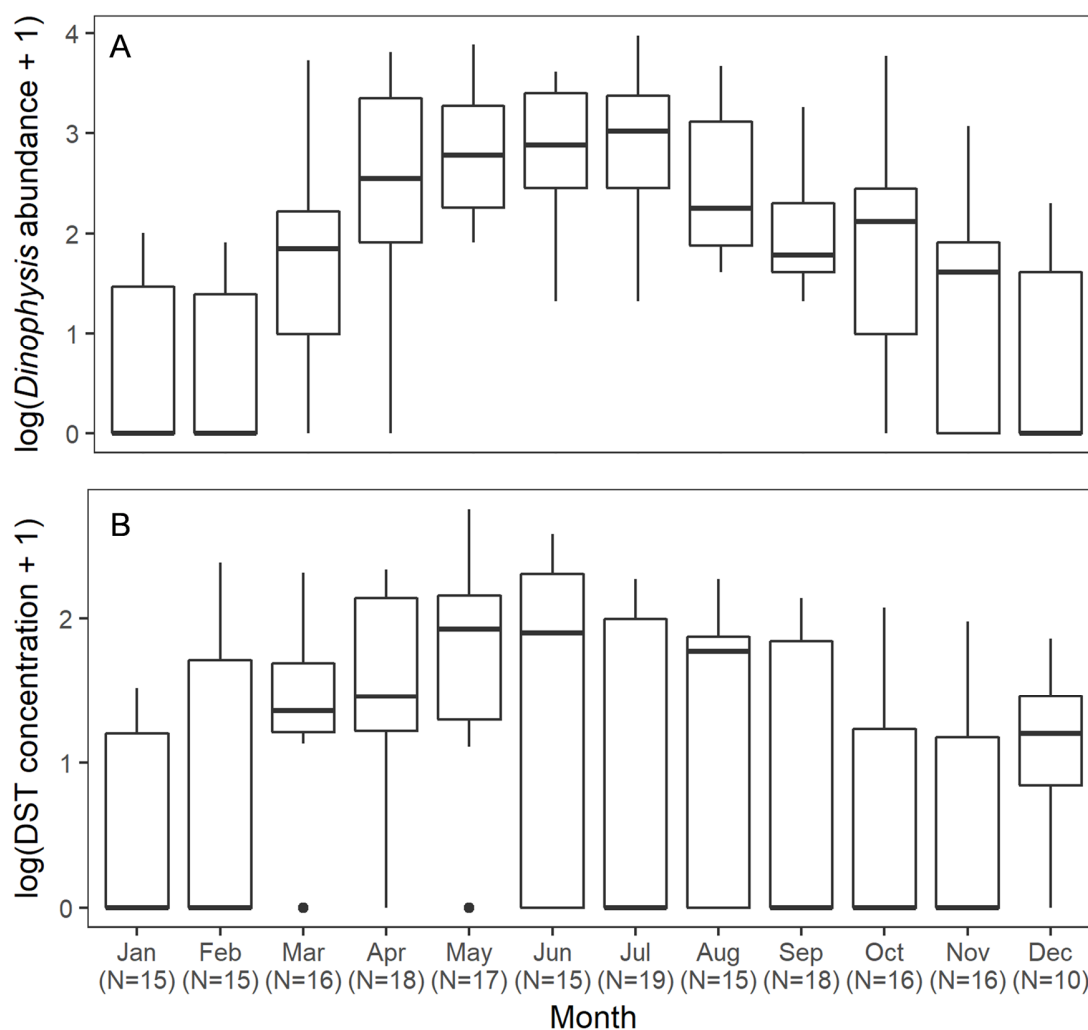 A
log(Dinophysis abundance + 1)
4
3
2
1
0
B
log(DST concentration + 1)
2
1
0
Jan Feb Mar Apr May Jun Jul Aug Sep Oct Nov Dec
(N=15) (N=15) (N=16) (N=18) (N=17) (N=15) (N=19) (N=15) (N=18) (N=16) (N=16) (N=10)
Month